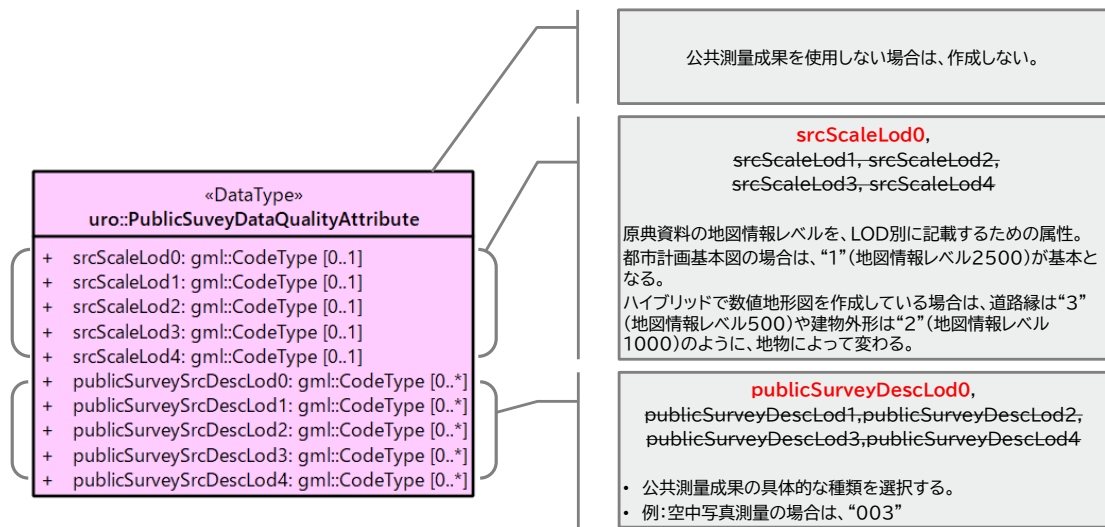 公共測量成果を使用しない場合は、作成しない。
«DataType»
uro::PublicSuveyDataQualityAttribute
+ srcScaleLod0: gml::CodeType [0..1]
+ srcScaleLod1: gml::CodeType [0..1]
+ srcScaleLod2: gml::CodeType [0..1]
+ srcScaleLod3: gml::CodeType [0..1]
+ srcScaleLod4: gml::CodeType [0..1]
+ publicSurveySrcDescLod0: gml::CodeType [0..*]
+ publicSurveySrcDescLod1: gml::CodeType [0..*]
+ publicSurveySrcDescLod2: gml::CodeType [0..*]
+ publicSurveySrcDescLod3: gml::CodeType [0..*]
+ publicSurveySrcDescLod4: gml::CodeType [0..*]
srcScaleLod0,
srcScaleLod1, srcScaleLod2,
srcScaleLod3, srcScaleLod4
原典資料の地図情報レベルを、LOD別に記載するための属性。
都市計画基本図の場合は、“1”(地図情報レベル2500)が基本と
なる。
ハイブリッドで数値地形図を作成している場合は、道路縁は“3”
(地図情報レベル500)や建物外形は“2”(地図情報レベル
1000)のように、地物によって変わる。
publicSurveyDescLod0,
publicSurveyDescLod1,publicSurveyDescLod2,
publicSurveyDescLod3,publicSurveyDescLod4
• 公共測量成果の具体的な種類を選択する。
• 例:空中写真測量の場合は、“003”